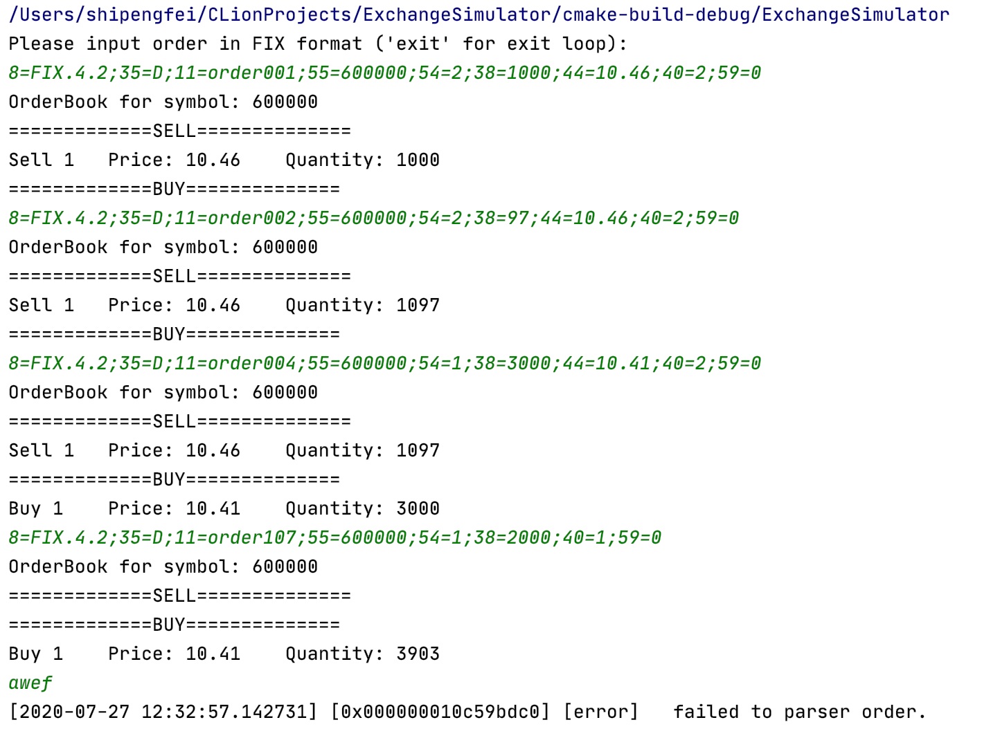 /Users/shipengfei/CLionProjects/ExchangeSimulator/cmake-build-debug/ExchangeSimulator
Please input order in FIX format ('exit' for exit loop):
8=FIX.4.2;35=D;11=order001;55=600000;54=2;38=1000;44=10.46;40=2;59=0
OrderBook for symbol: 600000
=============SELL==============
Sell 1   Price: 10.46    Quantity: 1000
=============BUY==============
8=FIX.4.2;35=D;11=order002;55=600000;54=2;38=97;44=10.46;40=2;59=0
OrderBook for symbol: 600000
=============SELL==============
Sell 1   Price: 10.46    Quantity: 1097
=============BUY==============
8=FIX.4.2;35=D;11=order004;55=600000;54=1;38=3000;44=10.41;40=2;59=0
OrderBook for symbol: 600000
=============SELL==============
Sell 1   Price: 10.46    Quantity: 1097
=============BUY==============
Buy 1    Price: 10.41    Quantity: 3000
8=FIX.4.2;35=D;11=order107;55=600000;54=1;38=2000;40=1;59=0
OrderBook for symbol: 600000
=============SELL==============
=============BUY==============
Buy 1    Price: 10.41    Quantity: 3903
awef
[2020-07-27 12:32:57.142731] [0x000000010c59bdc0] [error]   failed to parser order.